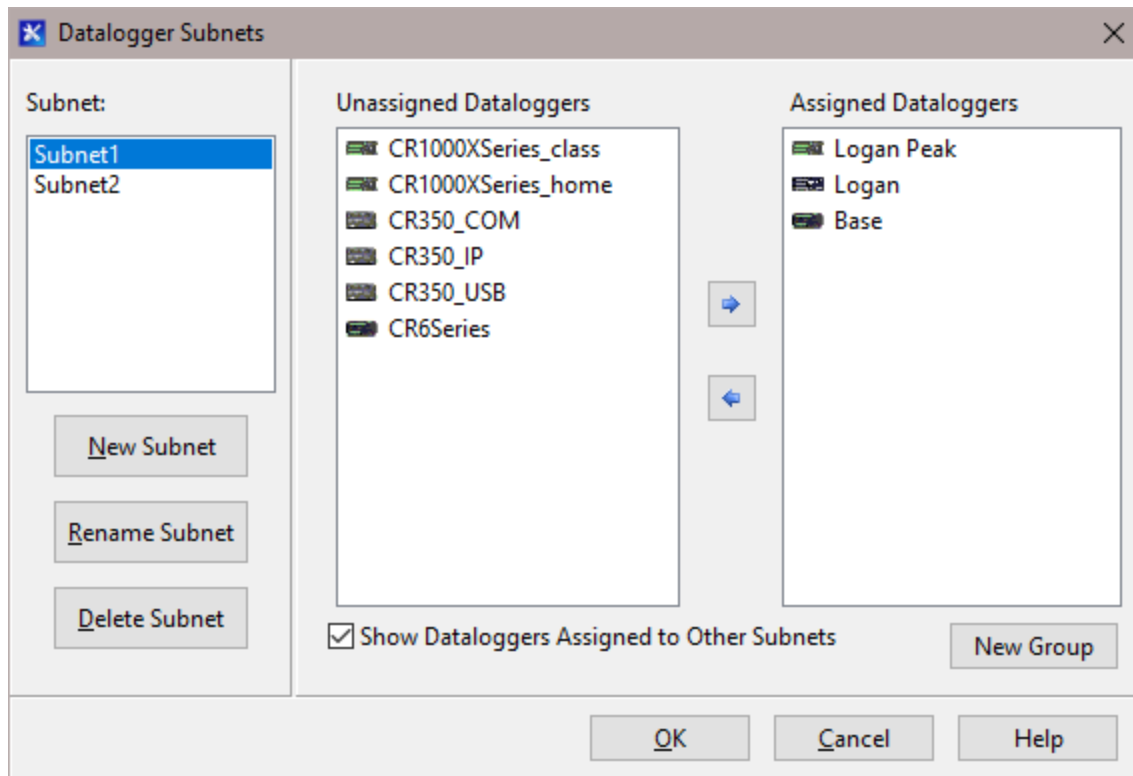 Datalogger Subnets
Subnet:
Subnet1
Subnet2
New Subnet
Rename Subnet
Delete Subnet
Unassigned Dataloggers
CR1000XSeries_class
CR1000XSeries_home
CR350_COM
CR350_IP
CR350_USB
CR6Series
Assigned Dataloggers
Logan Peak
Logan
Base
Show Dataloggers Assigned to Other Subnets
New Group
OK
Cancel
Help